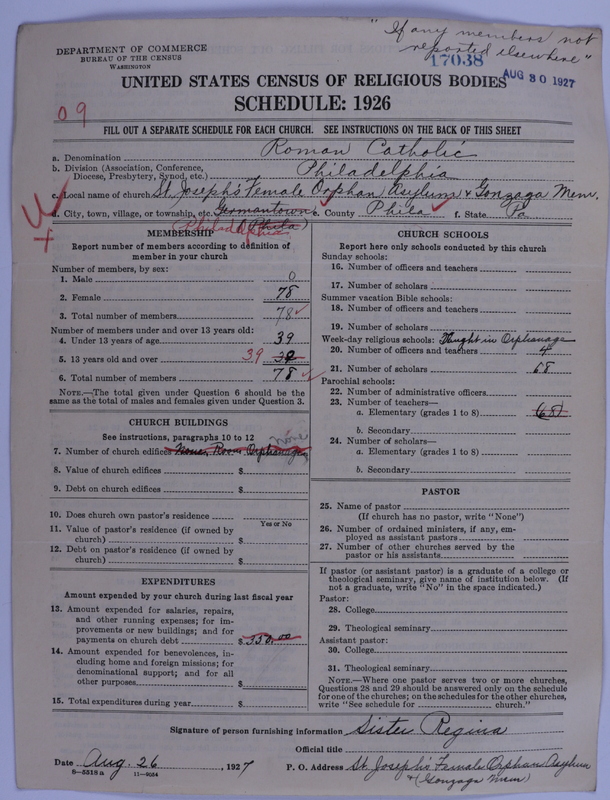 "If any members not
reported elsewhere"
DEPARTMENT OF COMMERCE
BUREAU OF THE CENSUS
WASHINGTON
17038
AUG 30 1927
UNITED STATES CENSUS OF RELIGIOUS BODIES
SCHEDULE: 1926
09
FILL OUT A SEPARATE SCHEDULE FOR EACH CHURCH. SEE INSTRUCTIONS ON THE BACK OF THIS SHEET
a. Denomination Roman Catholic
b. Division (Association, Conference,
Diocese, Presbytery, Synod, etc.) Philadelphia
c. Local name of church St. Joseph's Female Orphan Asylum & Gonzaga Mem.
d. City, town, village, or township, etc. Germantown e. County Phila f. State Pa
(Phila)
Philadelphia
MEMBERSHIP
Report number of members according to definition of
member in your church
Number of members, by sex:
1. Male 0
2. Female 78
3. Total number of members 78
Number of members under and over 13 years old:
4. Under 13 years of age 39
5. 13 years old and over 39
6. Total number of members 78
NOTE.—The total given under Question 6 should be
same as the total of males and females given under Question 3.
CHURCH BUILDINGS
See instructions, paragraphs 10 to 12 none
7. Number of church edifices None, Room Orphanage
8. Value of church edifices $
9. Debt on church edifices $
10. Does church own pastor's residence
Yes or No
11. Value of pastor's residence (if owned by
church) $
12. Debt on pastor's residence (if owned by
church) $
EXPENDITURES
Amount expended by your church during last fiscal year
13. Amount expended for salaries, repairs,
and other running expenses; for im-
provements or new buildings; and for
payments on church debt $350.00
14. Amount expended for benevolences, in-
cluding home and foreign missions; for
denominational support; and for all
other purposes $
15. Total expenditures during year $
CHURCH SCHOOLS
Report here only schools conducted by this church
Sunday schools:
16. Number of officers and teachers
17. Number of scholars
Summer vacation Bible schools:
18. Number of officers and teachers
19. Number of scholars
Week-day religious schools: Taught in Orphanage
20. Number of officers and teachers 4
21. Number of scholars 68
Parochial schools:
22. Number of administrative officers
23. Number of teachers—
a. Elementary (grades 1 to 8) (68)
b. Secondary
24. Number of scholars—
a. Elementary (grades 1 to 8)
b. Secondary
PASTOR
25. Name of pastor
(If church has no pastor, write "None")
26. Number of ordained ministers, if any, em-
ployed as assistant pastors
27. Number of other churches served by the
pastor or his assistants
If pastor (or assistant pastor) is a graduate of a college or
theological seminary, give name of institution below. (If
not a graduate, write "No" in the space indicated.)
Pastor:
28. College
29. Theological seminary
Assistant pastor:
30. College
31. Theological seminary
NOTE.—Where one pastor serves two or more churches,
Questions 28 and 29 should be answered only on the schedule
for one of the churches; on the schedules for the other churches,
write "See schedule for church."
Signature of person furnishing information Sister Regina
Official title
Date Aug. 26, 1927 P. O. Address St. Joseph's Female Orphan Asylum
8—5518a 11—9034 & (Gonzaga Mem)